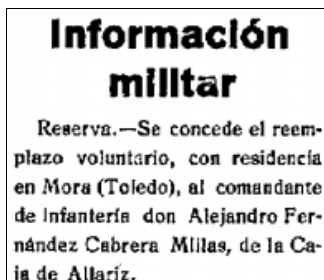 Información
militar
Reserva.—Se concede el reem-
plazo voluntario, con residencia
en Mora (Toledo), al comandante
de Infantería don Alejandro Fer-
nández Cabrera Mlilas, de la Ca-
ja de Allariz.